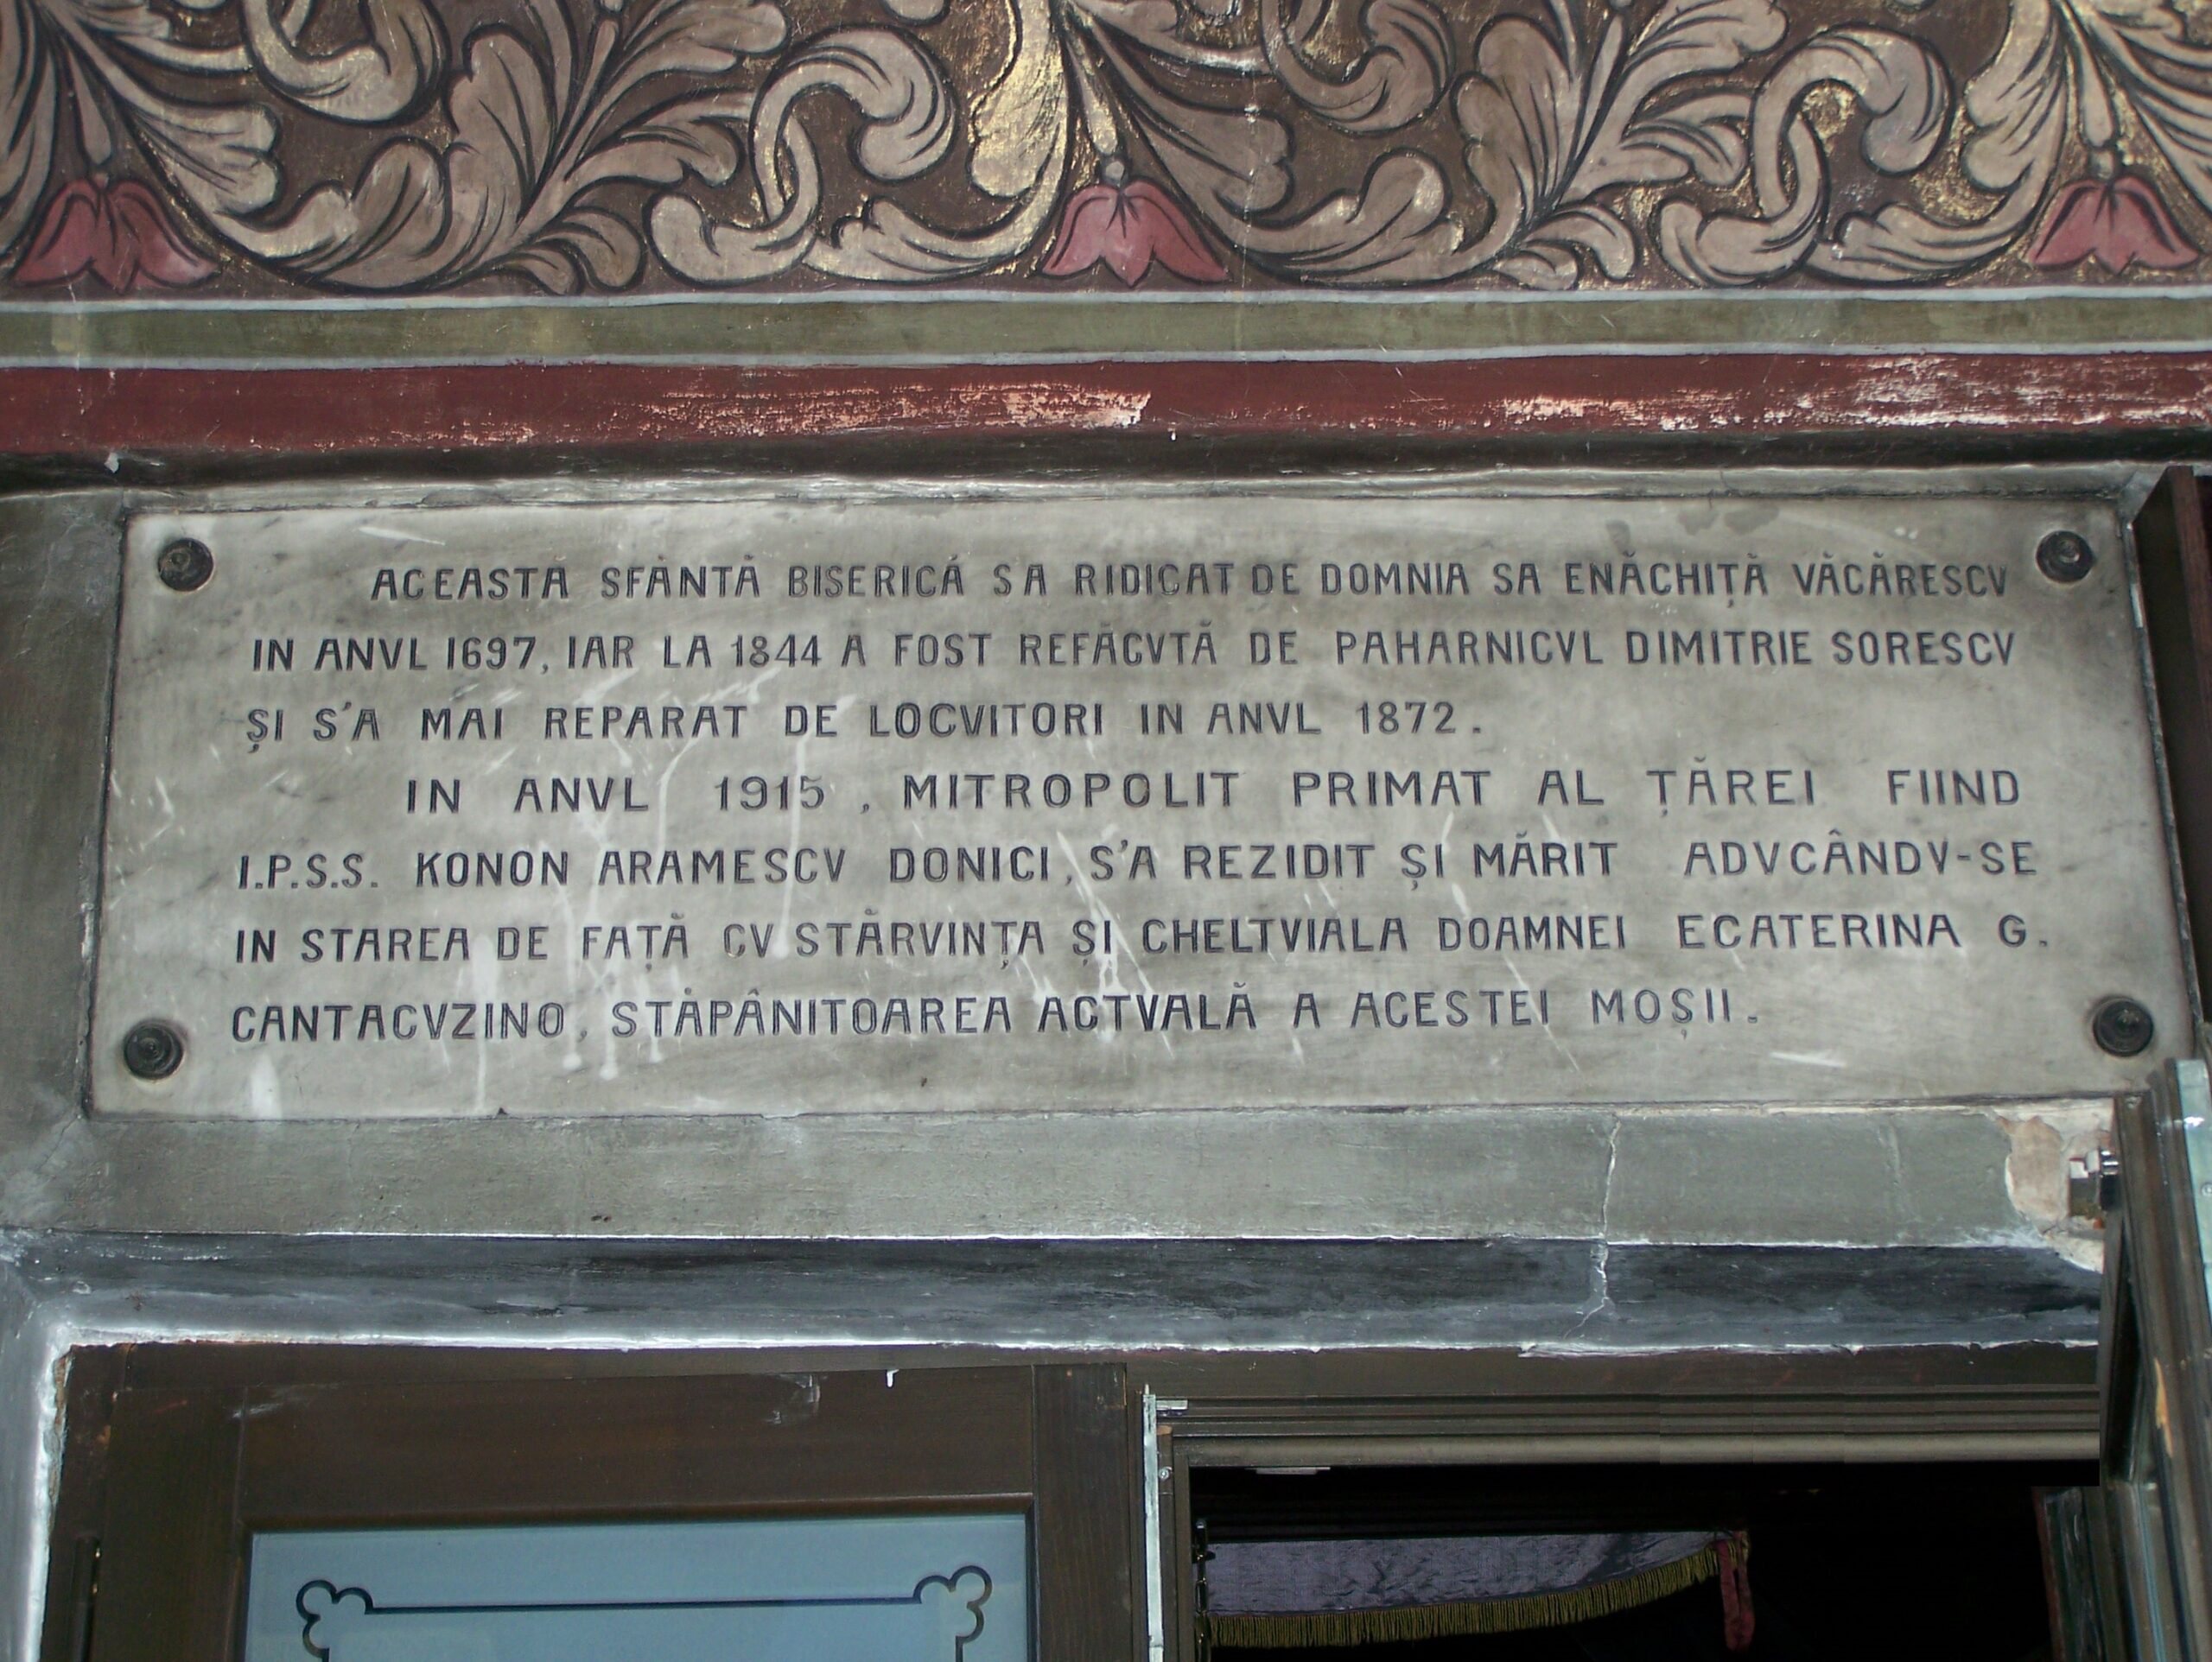 ACEASTĂ SFÂNTĂ BISERICĂ SA RIDICAT DE DOMNIA SA ENĂCHIȚĂ VĂCĂRESCV
IN ANVL 1697, IAR LA 1844 A FOST REFĂCVTĂ DE PAHARNICVL DIMITRIE SORESCV
ȘI S'A MAI REPARAT DE LOCVITORI IN ANVL 1872.
IN ANVL 1915, MITROPOLIT PRIMAT AL ȚĂREI FIIND
I.P.S.S. KONON ARAMESCV DONICI, S'A REZIDIT ȘI MĂRIT ADVCÂNDV-SE
IN STAREA DE FAȚĂ CV STĂRVINȚA ȘI CHELTVIALA DOAMNEI ECATERINA G.
CANTACVZINO, STĂPÂNITOAREA ACTVALĂ A ACESTEI MOȘII.